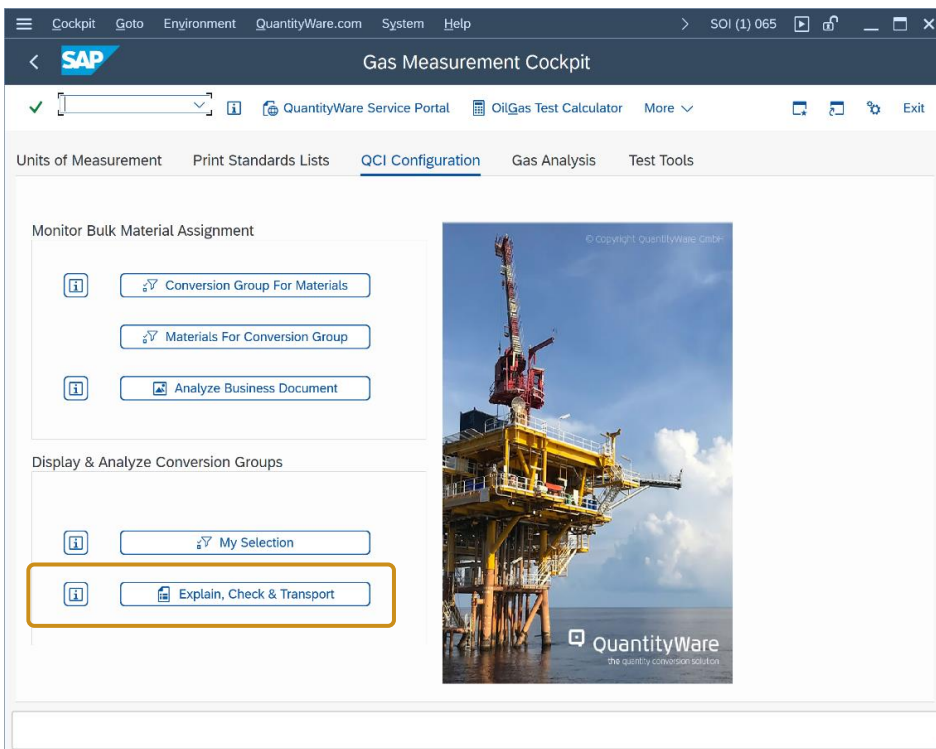 Cockpit Goto Environment QuantityWare.com System Help SOI (1) 065
SAP Gas Measurement Cockpit
QuantityWare Service Portal OilGas Test Calculator More Exit
Units of Measurement Print Standards Lists QCI Configuration Gas Analysis Test Tools
Monitor Bulk Material Assignment
© Copyright QuantityWare GmbH
Conversion Group For Materials
Materials For Conversion Group
Analyze Business Document
Display & Analyze Conversion Groups
My Selection
Explain, Check & Transport
QuantityWare
the quantity conversion solution